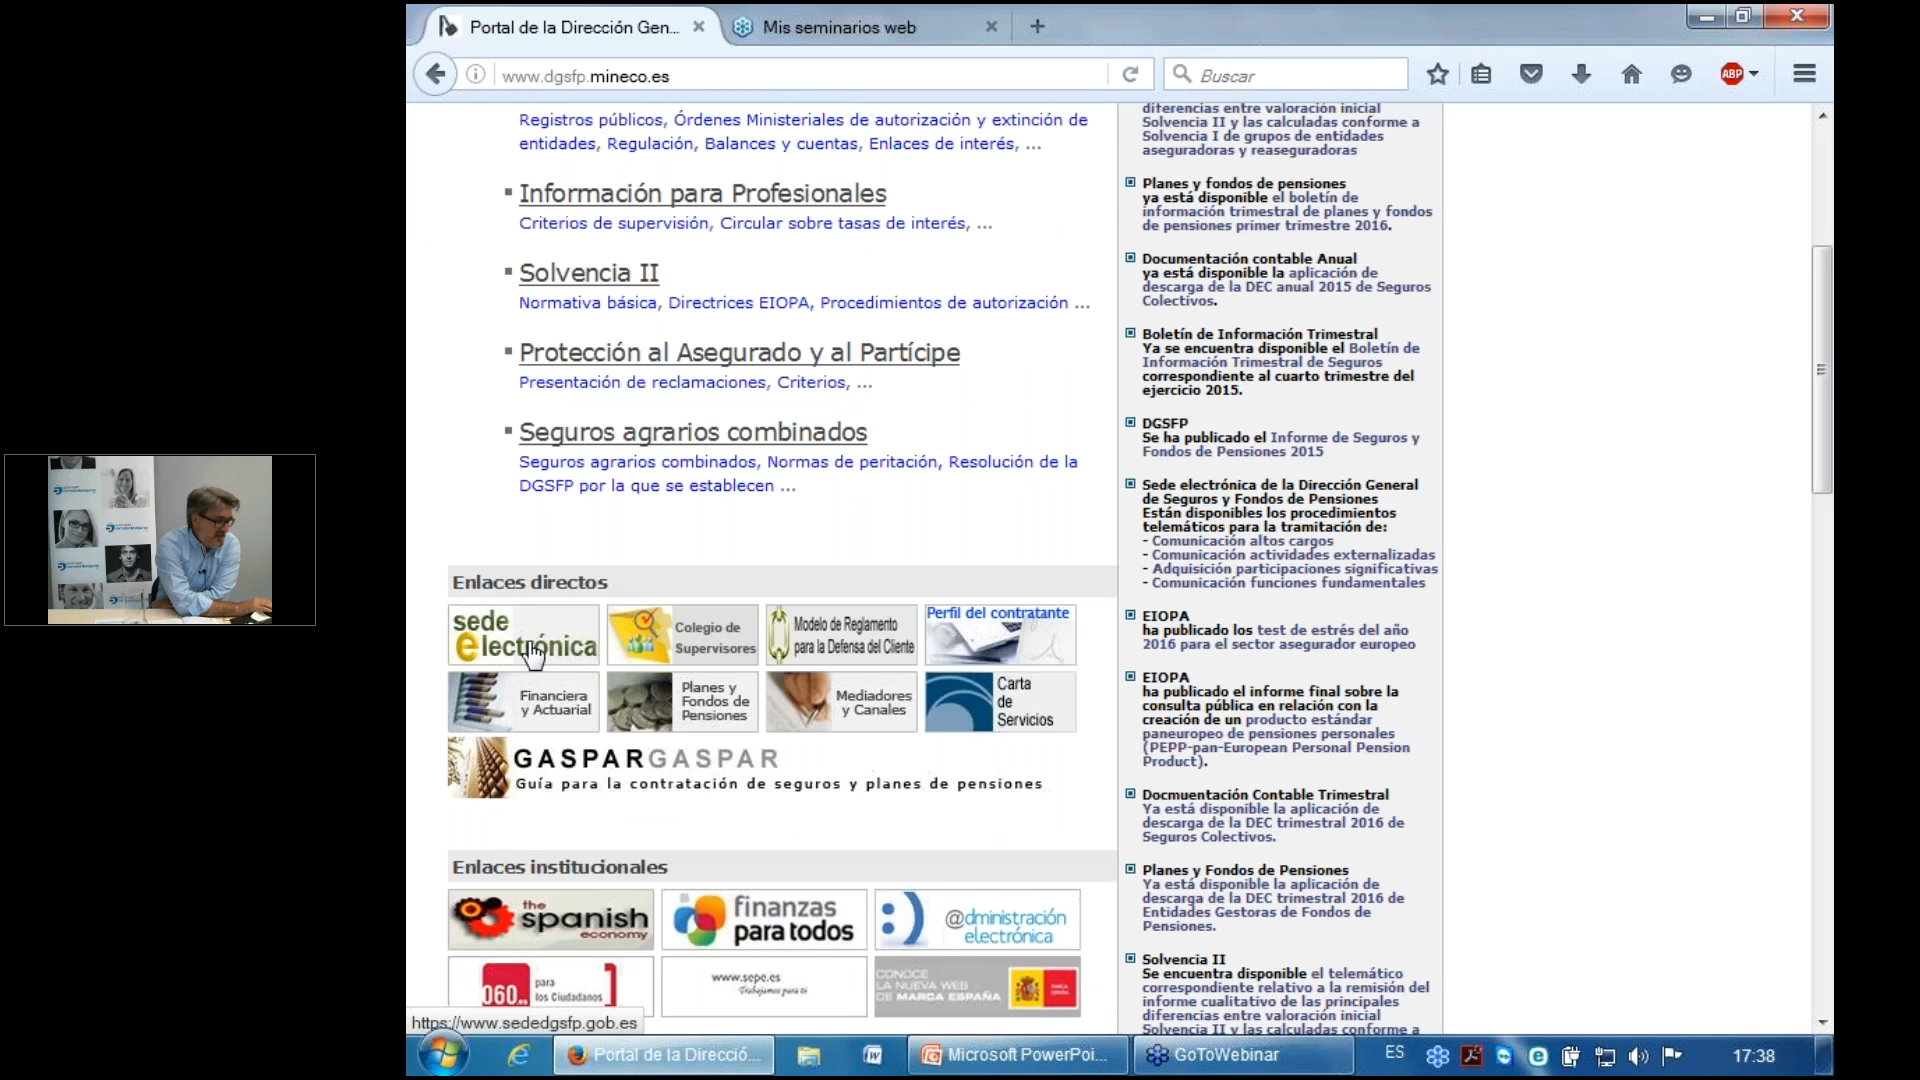 Portal de la Dirección Gen...
Mis seminarios web
www.dgsfp.mineco.es
Buscar
ABP
Registros públicos, Órdenes Ministeriales de autorización y extinción de
entidades, Regulación, Balances y cuentas, Enlaces de interés, ...
Información para Profesionales
Criterios de supervisión, Circular sobre tasas de interés, ...
Solvencia II
Normativa básica, Directrices EIOPA, Procedimientos de autorización ...
Protección al Asegurado y al Partícipe
Presentación de reclamaciones, Criterios, ...
Seguros agrarios combinados
Seguros agrarios combinados, Normas de peritación, Resolución de la
DGSFP por la que se establecen ...
Enlaces directos
sede
electrónica
Colegio de
Supervisores
Modelo de Reglamento
para la Defensa del Cliente
Perfil del contratante
Financiera
y Actuarial
Planes y
Fondos de
Pensiones
Mediadores
y Canales
Carta
de
Servicios
GASPARGASPAR
Guía para la contratación de seguros y planes de pensiones
Enlaces institucionales
the
spanish
economy
finanzas
para todos
:)
@dministración
electrónica
060.es
para
los Ciudadanos
www.sepe.es
Trabajamos para ti
CONOCE
LA NUEVA WEB
DE MARCA ESPAÑA
diferencias entre valoración inicial
Solvencia II y las calculadas conforme a
Solvencia I de grupos de entidades
aseguradoras y reaseguradoras
Planes y fondos de pensiones
ya está disponible el boletín de
información trimestral de planes y fondos
de pensiones primer trimestre 2016.
Documentación contable Anual
ya está disponible la aplicación de
descarga de la DEC anual 2015 de Seguros
Colectivos.
Boletín de Información Trimestral
Ya se encuentra disponible el Boletín de
Información Trimestral de Seguros
correspondiente al cuarto trimestre del
ejercicio 2015.
DGSFP
Se ha publicado el Informe de Seguros y
Fondos de Pensiones 2015
Sede electrónica de la Dirección General
de Seguros y Fondos de Pensiones
Están disponibles los procedimientos
telemáticos para la tramitación de:
- Comunicación altos cargos
- Comunicación actividades externalizadas
- Adquisición participaciones significativas
- Comunicación funciones fundamentales
EIOPA
ha publicado los test de estrés del año
2016 para el sector asegurador europeo
EIOPA
ha publicado el informe final sobre la
consulta pública en relación con la
creación de un producto estándar
paneuropeo de pensiones personales
(PEPP-pan-European Personal Pension
Product).
Docmuentación Contable Trimestral
Ya está disponible la aplicación de
descarga de la DEC trimestral 2016 de
Seguros Colectivos.
Planes y Fondos de Pensiones
Ya está disponible la aplicación de
descarga de la DEC trimestral 2016 de
Entidades Gestoras de Fondos de
Pensiones.
Solvencia II
Se encuentra disponible el telemático
correspondiente relativo a la remisión del
informe cualitativo de las principales
diferencias entre valoración inicial
Solvencia II y las calculadas conforme a
https://www.sededgsfp.gob.es
Portal de la Direcció...
Microsoft PowerPoi...
GoToWebinar
ES
17:38